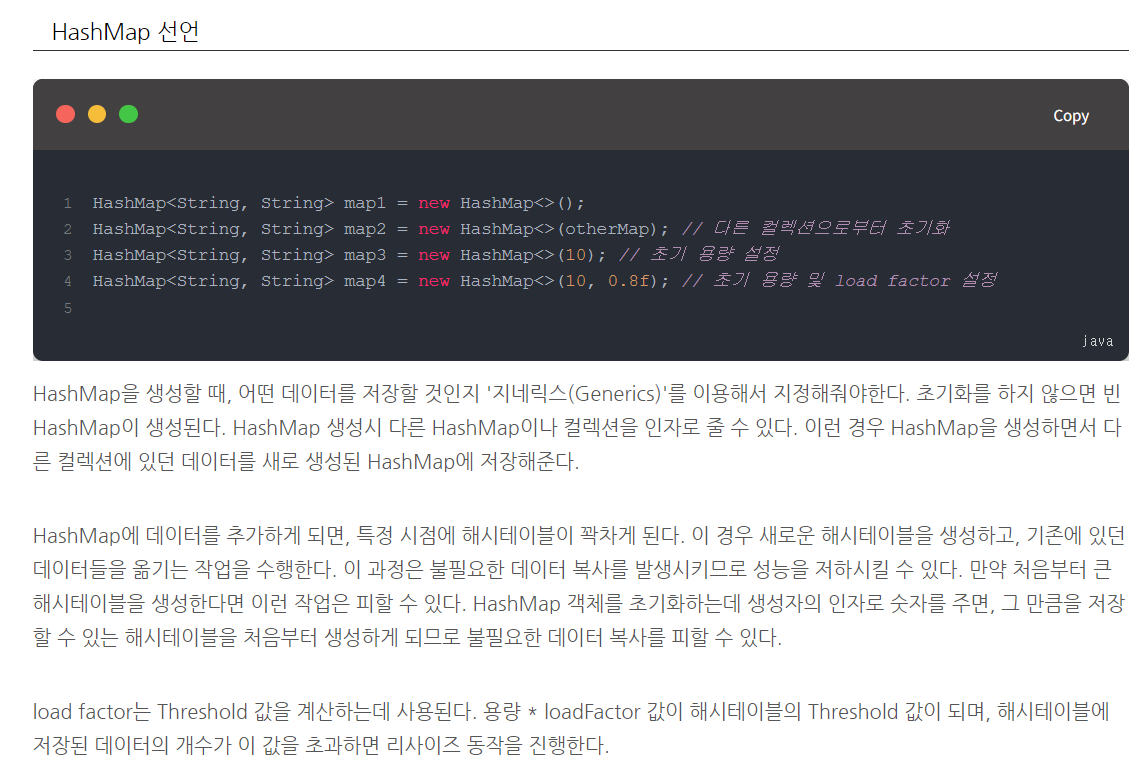 HashMap 선언
Copy
1 HashMap<String, String> map1 = new HashMap<>();
2 HashMap<String, String> map2 = new HashMap<>(otherMap); // 다른 컬렉션으로부터 초기화
3 HashMap<String, String> map3 = new HashMap<>(10); // 초기 용량 설정
4 HashMap<String, String> map4 = new HashMap<>(10, 0.8f); // 초기 용량 및 load factor 설정
5
java
HashMap을 생성할 때, 어떤 데이터를 저장할 것인지 '지네릭스(Generics)'를 이용해서 지정해줘야한다. 초기화를 하지 않으면 빈
HashMap이 생성된다. HashMap 생성시 다른 HashMap이나 컬렉션을 인자로 줄 수 있다. 이런 경우 HashMap을 생성하면서 다
른 컬렉션에 있던 데이터를 새로 생성된 HashMap에 저장해준다.
HashMap에 데이터를 추가하게 되면, 특정 시점에 해시테이블이 꽉차게 된다. 이 경우 새로운 해시테이블을 생성하고, 기존에 있던
데이터들을 옮기는 작업을 수행한다. 이 과정은 불필요한 데이터 복사를 발생시키므로 성능을 저하시킬 수 있다. 만약 처음부터 큰
해시테이블을 생성한다면 이런 작업은 피할 수 있다. HashMap 객체를 초기화하는데 생성자의 인자로 숫자를 주면, 그 만큼을 저장
할 수 있는 해시테이블을 처음부터 생성하게 되므로 불필요한 데이터 복사를 피할 수 있다.
load factor는 Threshold 값을 계산하는데 사용된다. 용량 * loadFactor 값이 해시테이블의 Threshold 값이 되며, 해시테이블에
저장된 데이터의 개수가 이 값을 초과하면 리사이즈 동작을 진행한다.